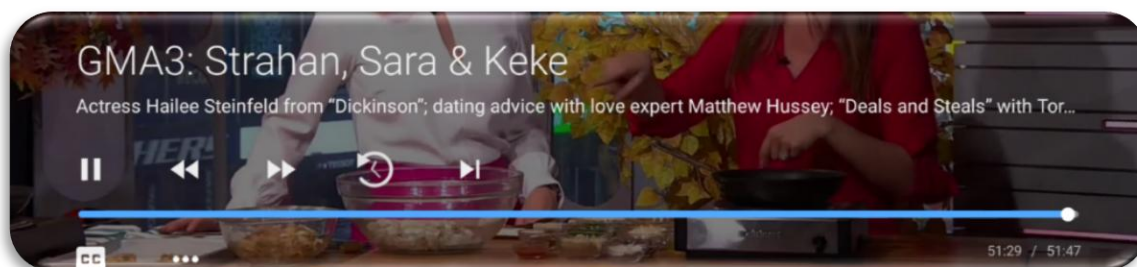 GMA3: Strahan, Sara & Keke
Actress Hailee Steinfeld from “Dickinson”; dating advice with love expert Matthew Hussey; “Deals and Steals” with Tor...
HER
CC
51:29 / 51:47